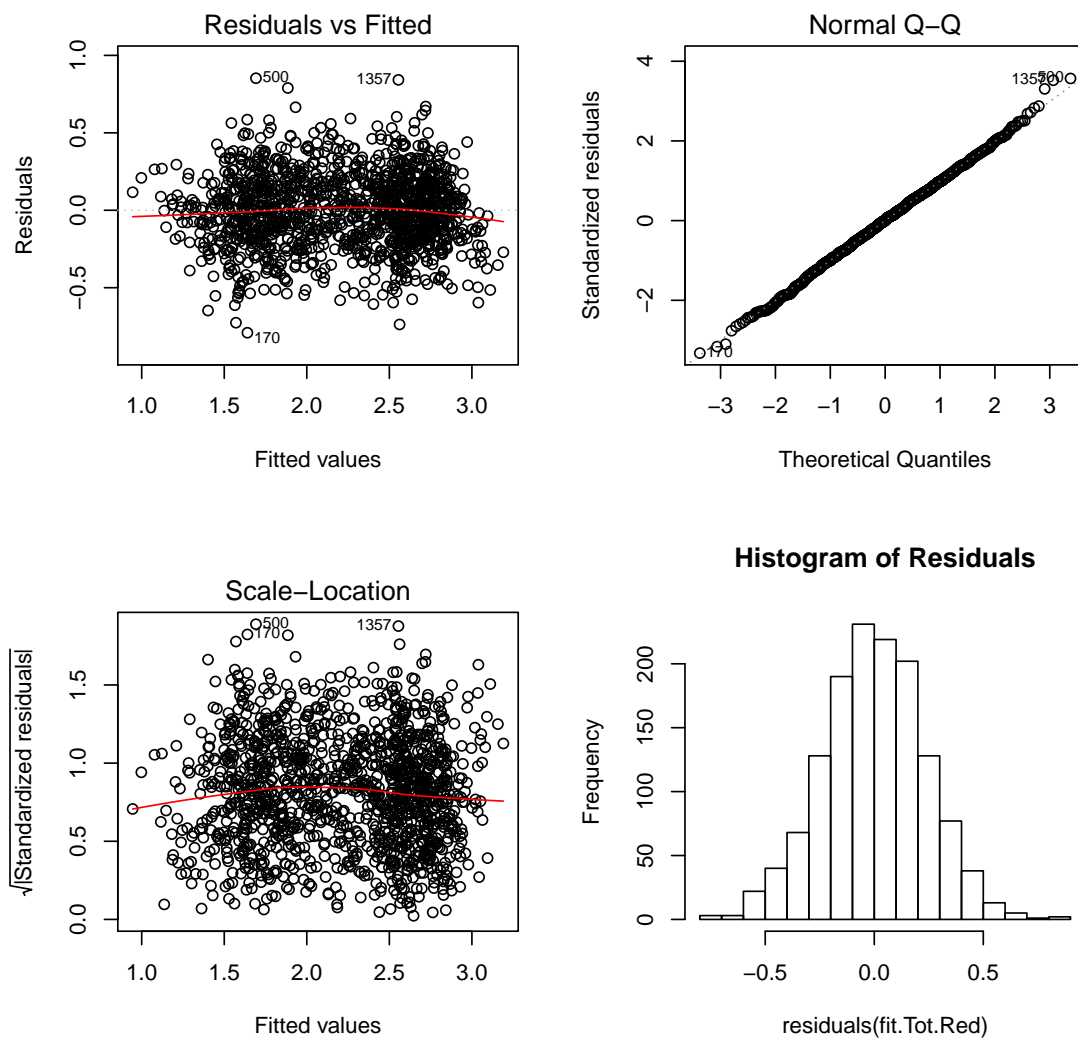 Residuals vs Fitted
1.0
0.5
0.0
−0.5
Residuals
500
1357
170
1.0 1.5 2.0 2.5 3.0
Fitted values
Normal Q−Q
4
2
0
−2
Standardized residuals
1357
500
170
−3 −2 −1 0 1 2 3
Theoretical Quantiles
Scale−Location
1.5
1.0
0.5
0.0
√|Standardized residuals|
500
170
1357
1.0 1.5 2.0 2.5 3.0
Fitted values
Histogram of Residuals
200
150
100
50
0
Frequency
−0.5 0.0 0.5
residuals(fit.Tot.Red)